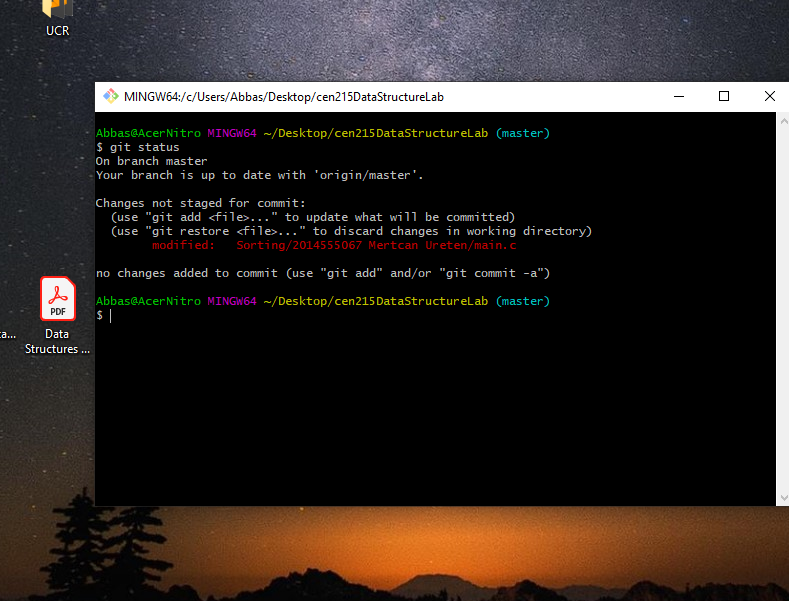 UCR
MINGW64:/c/Users/Abbas/Desktop/cen215DataStructureLab
Abbas@AcerNitro MINGW64 ~/Desktop/cen215DataStructureLab (master)
$ git status
On branch master
Your branch is up to date with 'origin/master'.
Changes not staged for commit:
(use "git add <file>..." to update what will be committed)
(use "git restore <file>..." to discard changes in working directory)
modified:   Sorting/2014555067 Mertcan Ureten/main.c
no changes added to commit (use "git add" and/or "git commit -a")
Abbas@AcerNitro MINGW64 ~/Desktop/cen215DataStructureLab (master)
$
PDF
Data
Structures ...